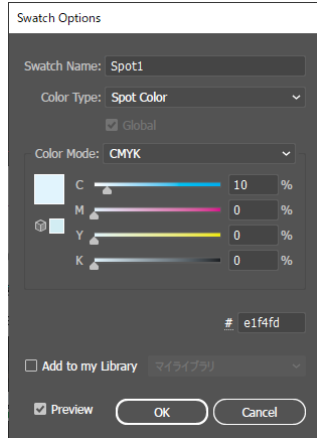 Swatch Options
Swatch Name: Spot1
Color Type: Spot Color
Global
Color Mode: CMYK
C 10 %
M 0 %
Y 0 %
K 0 %
# e1f4fd
Add to my Library マイライブラリ
Preview OK Cancel